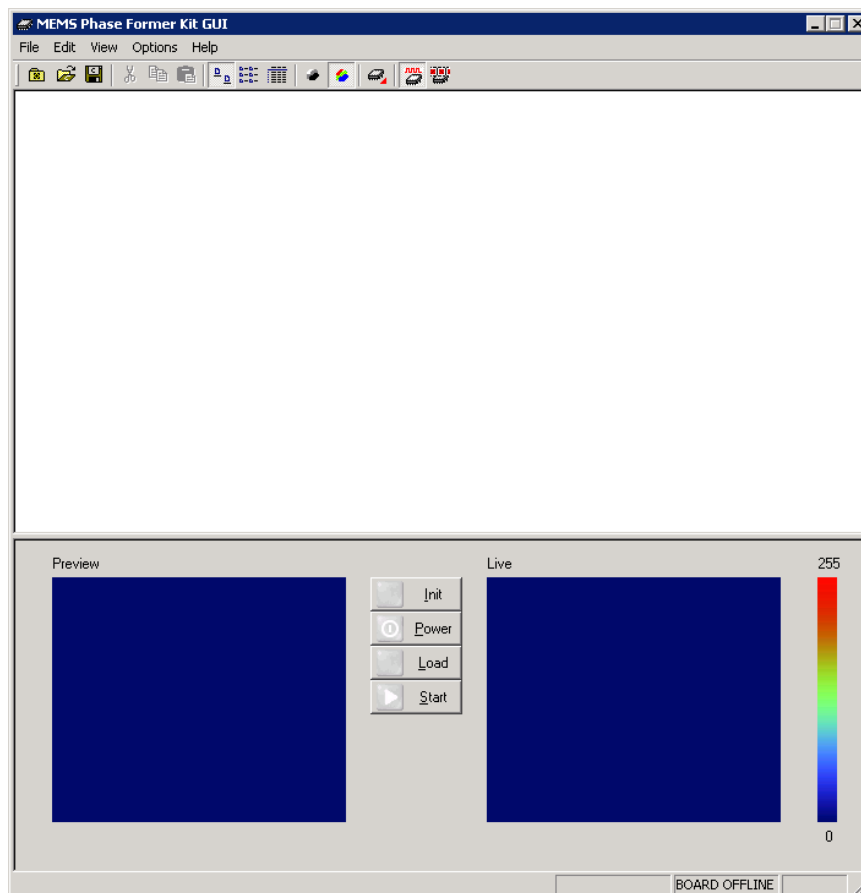 MEMS Phase Former Kit GUI
File Edit View Options Help
Preview
Live
255
Init
Power
Load
Start
0
BOARD OFFLINE